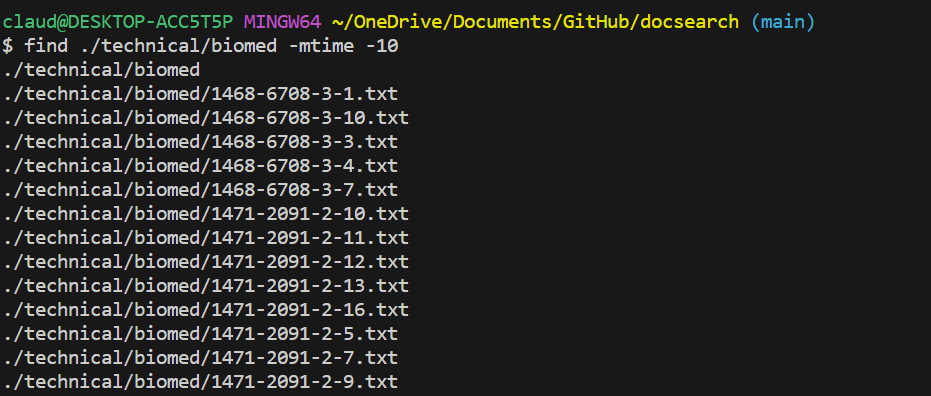 claud@DESKTOP-ACC5T5P MINGW64 ~/OneDrive/Documents/GitHub/docsearch (main)
$ find ./technical/biomed -mtime -10
./technical/biomed
./technical/biomed/1468-6708-3-1.txt
./technical/biomed/1468-6708-3-10.txt
./technical/biomed/1468-6708-3-3.txt
./technical/biomed/1468-6708-3-4.txt
./technical/biomed/1468-6708-3-7.txt
./technical/biomed/1471-2091-2-10.txt
./technical/biomed/1471-2091-2-11.txt
./technical/biomed/1471-2091-2-12.txt
./technical/biomed/1471-2091-2-13.txt
./technical/biomed/1471-2091-2-16.txt
./technical/biomed/1471-2091-2-5.txt
./technical/biomed/1471-2091-2-7.txt
./technical/biomed/1471-2091-2-9.txt